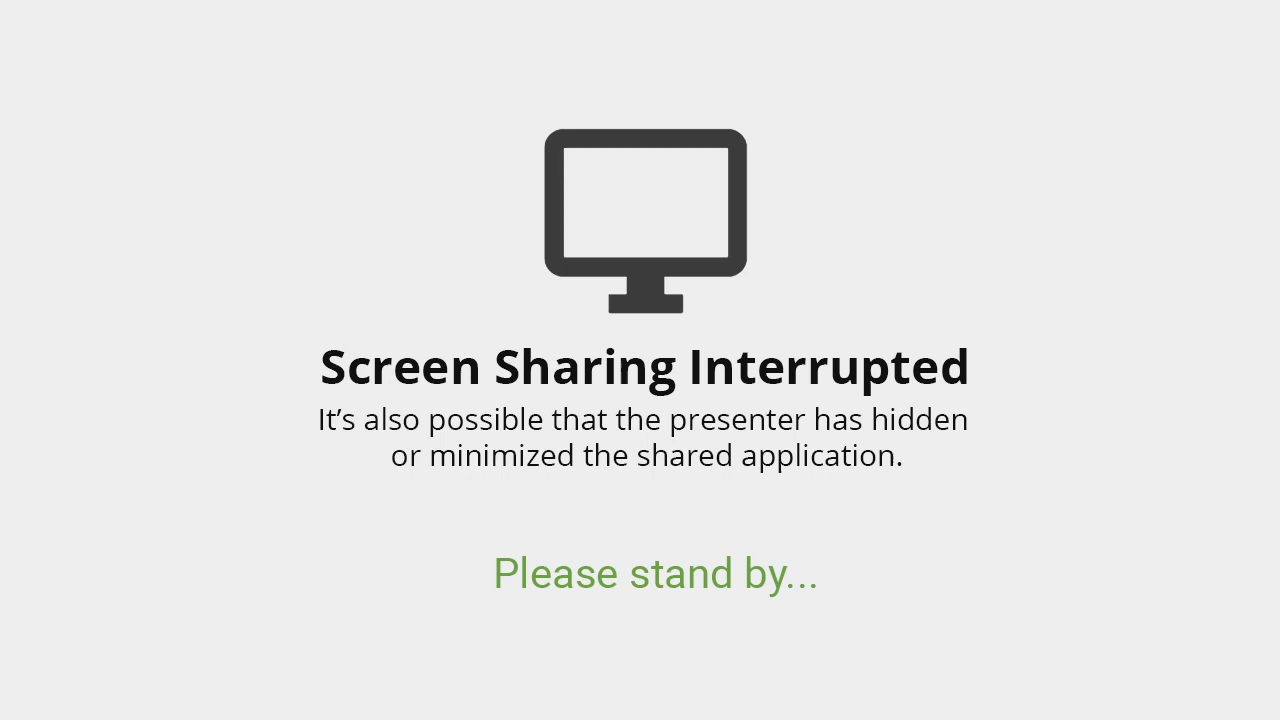 Screen Sharing Interrupted
It’s also possible that the presenter has hidden
or minimized the shared application.
Please stand by...